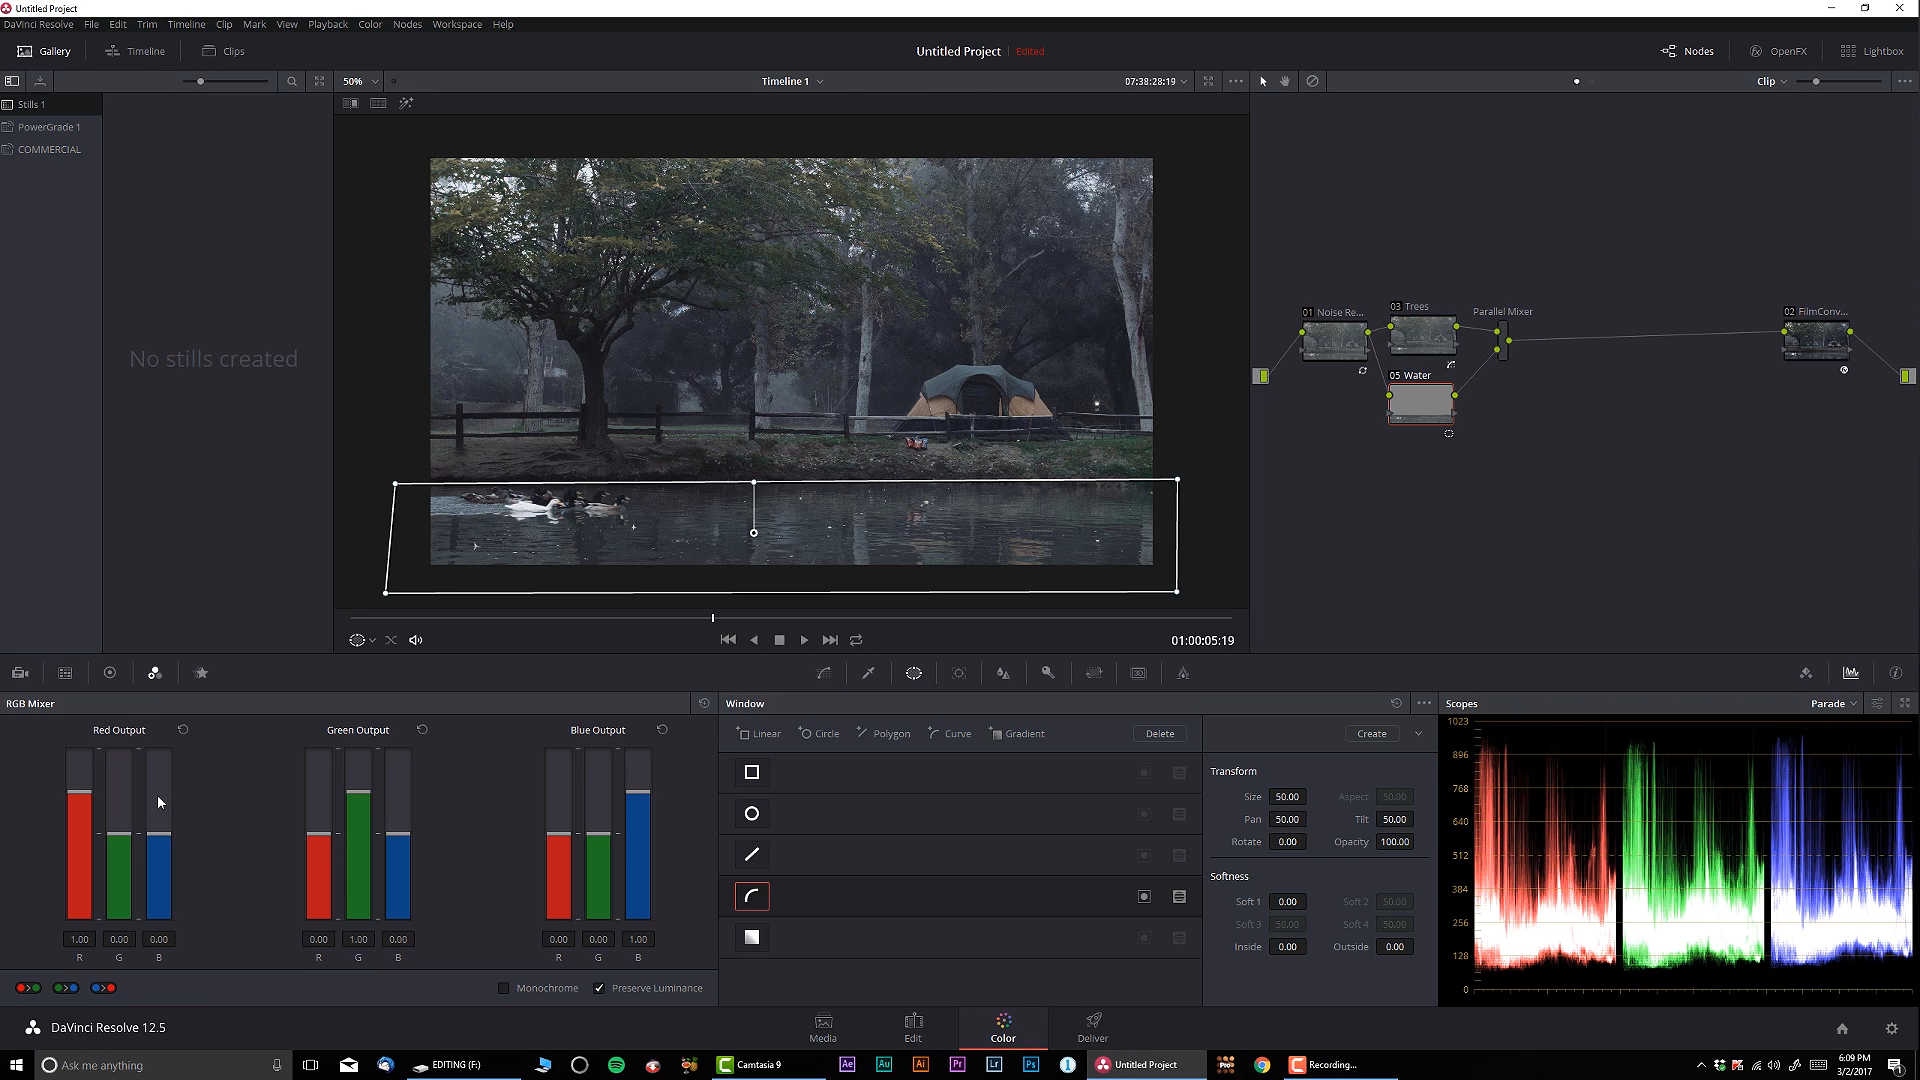 Untitled Project
DaVinci Resolve File Edit Trim Timeline Clip Mark View Playback Color Nodes Workspace Help
Gallery Timeline Clips Untitled Project Edited Nodes OpenFX Lightbox
50% Timeline 1 07:38:28:19 Clip
Stills 1
PowerGrade 1
COMMERCIAL
No stills created
01 Noise Re... 03 Trees Parallel Mixer 02 FilmConv...
05 Water
01:00:05:19
RGB Mixer Window Scopes Parade
Red Output Green Output Blue Output
Linear Circle Polygon Curve Gradient Delete Create
Transform
Size 50.00 Aspect 50.00
Pan 50.00 Tilt 50.00
Rotate 0.00 Opacity 100.00
Softness
Soft 1 0.00 Soft 2 50.00
Soft 3 50.00 Soft 4 50.00
Inside 0.00 Outside 0.00
1023
896
768
640
512
384
256
128
0
1.00 0.00 0.00 0.00 1.00 0.00 0.00 0.00 1.00
R G B R G B R G B
Monochrome Preserve Luminance
DaVinci Resolve 12.5 Media Edit Color Deliver
Ask me anything EDITING (F:) Camtasia 9 Ae Au Ai Pr Lr Ps Untitled Project Recording... 6:09 PM
3/2/2017